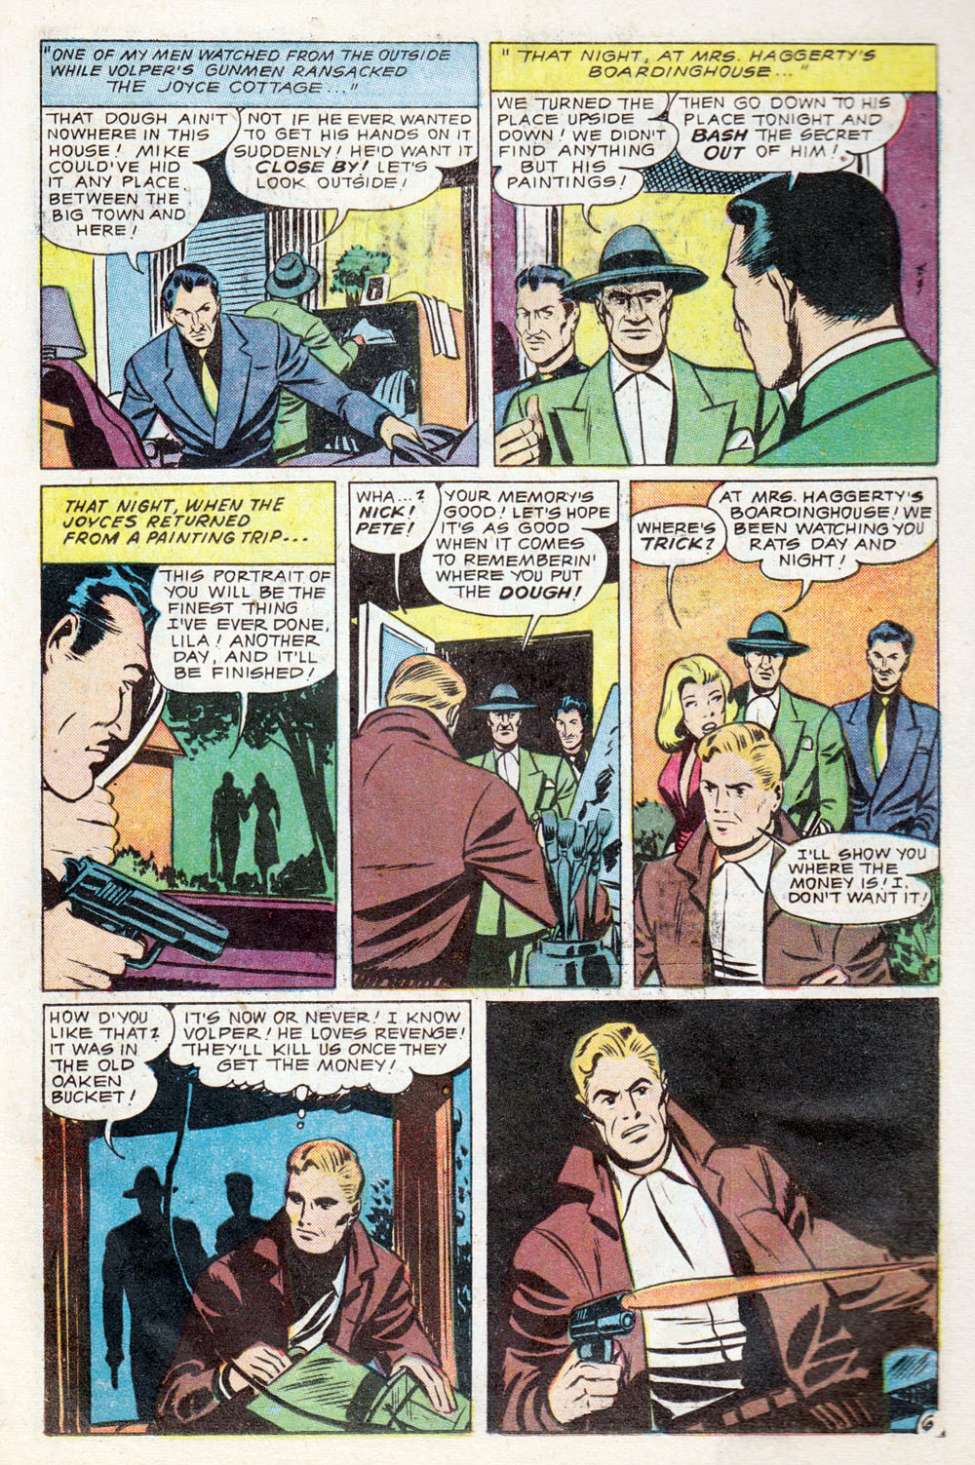 "ONE OF MY MEN WATCHED FROM THE OUTSIDE
WHILE VOLPER'S GUNMEN RANSACKED
THE JOYCE COTTAGE..."
THAT DOUGH AIN'T
NOWHERE IN THIS
HOUSE! MIKE
COULD'VE HID
IT ANY PLACE
BETWEEN THE
BIG TOWN AND
HERE!
NOT IF HE EVER WANTED
TO GET HIS HANDS ON IT
SUDDENLY! HE'D WANT IT
CLOSE BY! LET'S
LOOK OUTSIDE!
"THAT NIGHT, AT MRS. HAGGERTY'S
BOARDINGHOUSE..."
WE TURNED THE
PLACE UPSIDE
DOWN! WE DIDN'T
FIND ANYTHING
BUT HIS
PAINTINGS!
THEN GO DOWN TO HIS
PLACE TONIGHT AND
BASH THE SECRET
OUT OF HIM!
THAT NIGHT, WHEN THE
JOYCES RETURNED
FROM A PAINTING TRIP...
THIS PORTRAIT OF
YOU WILL BE THE
FINEST THING
I'VE EVER DONE,
LILA! ANOTHER
DAY, AND IT'LL
BE FINISHED!
WHA...?
NICK!
PETE!
YOUR MEMORY'S
GOOD! LET'S HOPE
IT'S AS GOOD
WHEN IT COMES
TO REMEMBERIN'
WHERE YOU PUT
THE DOUGH!
WHERE'S
TRICK?
AT MRS. HAGGERTY'S
BOARDINGHOUSE! WE
BEEN WATCHING YOU
RATS DAY AND
NIGHT!
I'LL SHOW YOU
WHERE THE
MONEY IS! I
DON'T WANT IT!
HOW D'YOU
LIKE THAT?
IT WAS IN
THE OLD
OAKEN
BUCKET!
IT'S NOW OR NEVER! I KNOW
VOLPER! HE LOVES REVENGE!
THEY'LL KILL US ONCE THEY
GET THE MONEY!
6